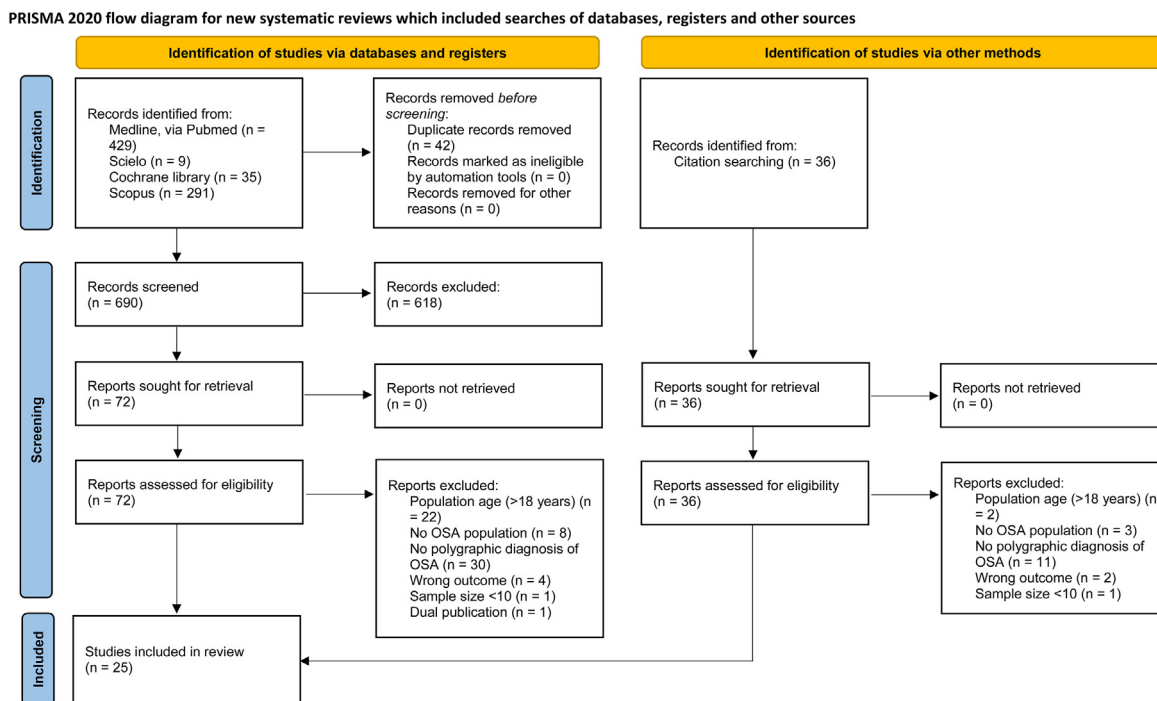 PRISMA 2020 flow diagram for new systematic reviews which included searches of databases, registers and other sources
Identification of studies via databases and registers
Identification of studies via other methods
Identification
Records identified from:
Medline, via Pubmed (n =
429)
Scielo (n = 9)
Cochrane library (n = 35)
Scopus (n = 291)
Records removed before
screening:
Duplicate records removed
(n = 42)
Records marked as ineligible
by automation tools (n = 0)
Records removed for other
reasons (n = 0)
Records identified from:
Citation searching (n = 36)
Screening
Records screened
(n = 690)
Records excluded:
(n = 618)
Reports sought for retrieval
(n = 72)
Reports not retrieved
(n = 0)
Reports sought for retrieval
(n = 36)
Reports not retrieved
(n = 0)
Reports assessed for eligibility
(n = 72)
Reports excluded:
Population age (>18 years) (n
= 22)
No OSA population (n = 8)
No polygraphic diagnosis of
OSA (n = 30)
Wrong outcome (n = 4)
Sample size <10 (n = 1)
Dual publication (n = 1)
Reports assessed for eligibility
(n = 36)
Reports excluded:
Population age (>18 years) (n
= 2)
No OSA population (n = 3)
No polygraphic diagnosis of
OSA (n = 11)
Wrong outcome (n = 2)
Sample size <10 (n = 1)
Included
Studies included in review
(n = 25)